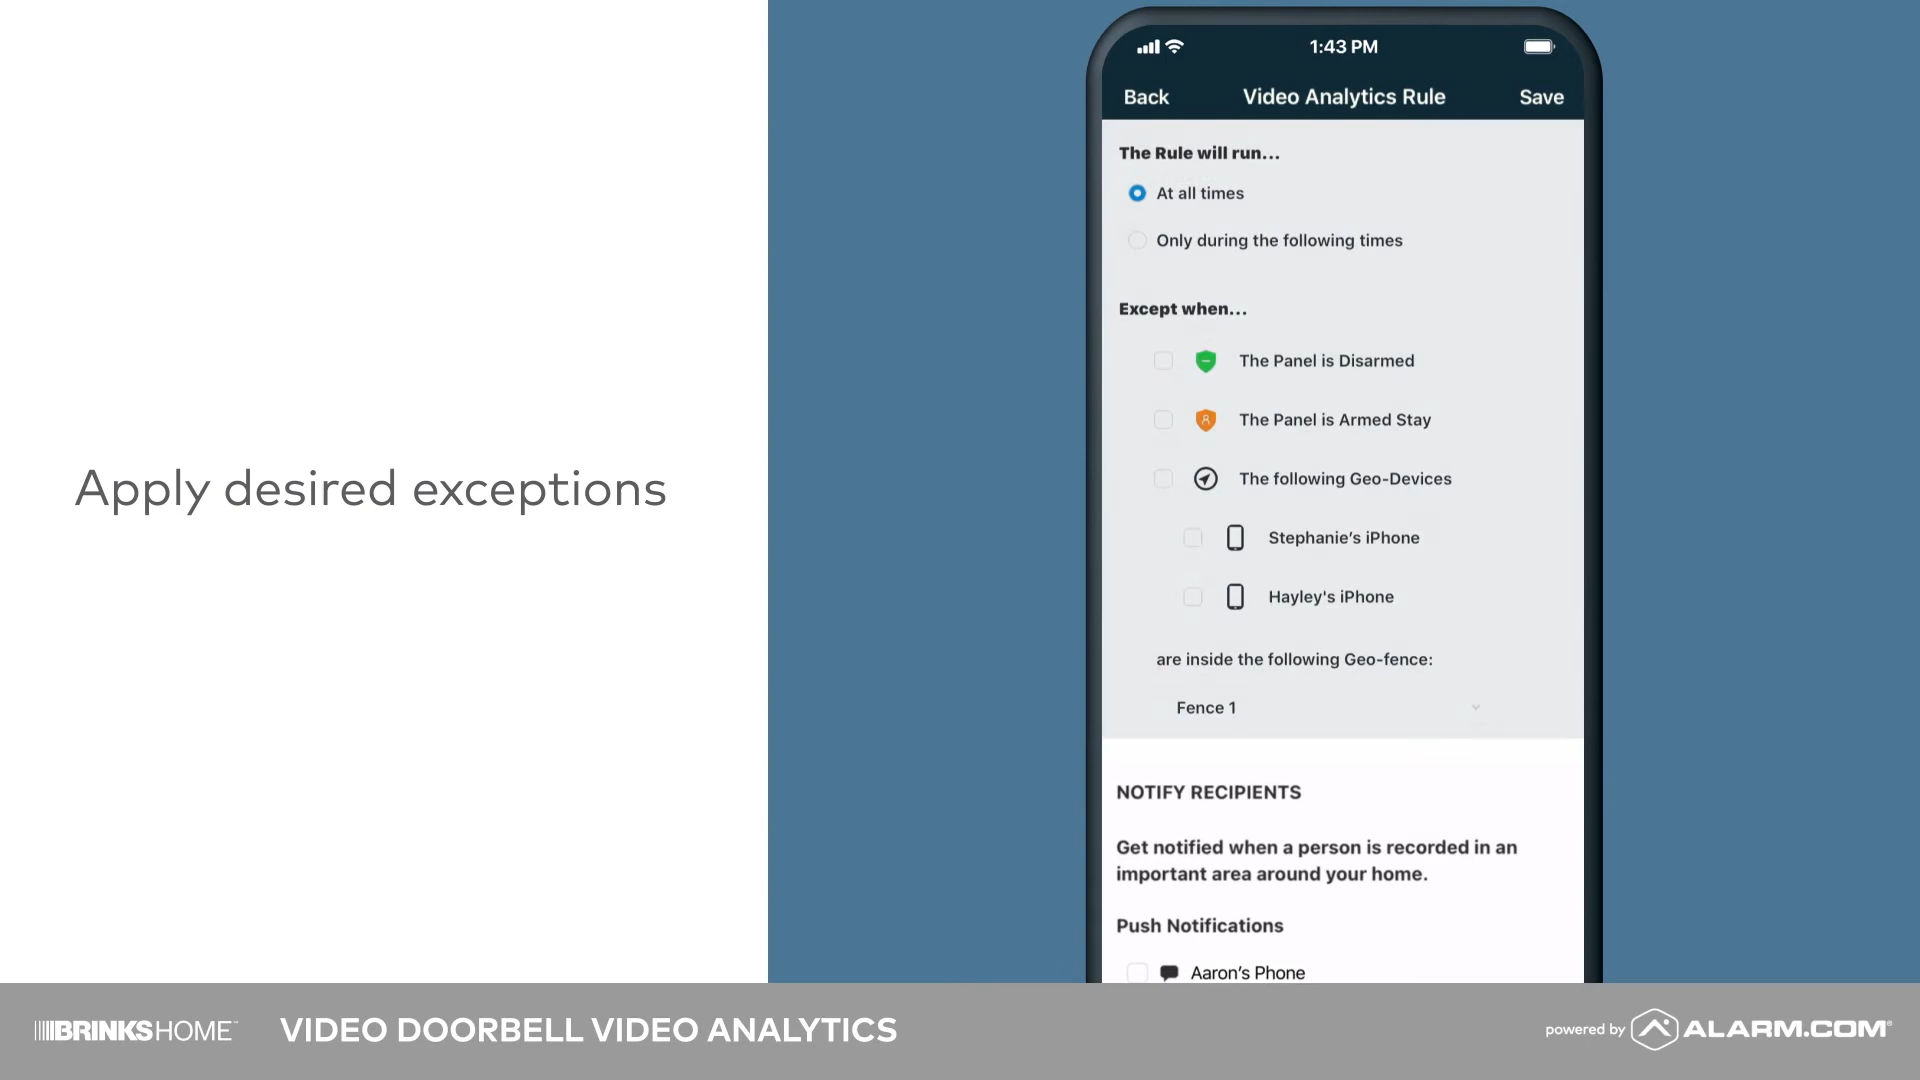 Apply desired exceptions
1:43 PM
Back
Video Analytics Rule
Save
The Rule will run...
At all times
Only during the following times
Except when...
The Panel is Disarmed
The Panel is Armed Stay
The following Geo-Devices
Stephanie’s iPhone
Hayley's iPhone
are inside the following Geo-fence:
Fence 1
NOTIFY RECIPIENTS
Get notified when a person is recorded in an
important area around your home.
Push Notifications
Aaron’s Phone
BRINKS HOME™
VIDEO DOORBELL VIDEO ANALYTICS
powered by ALARM.COM®